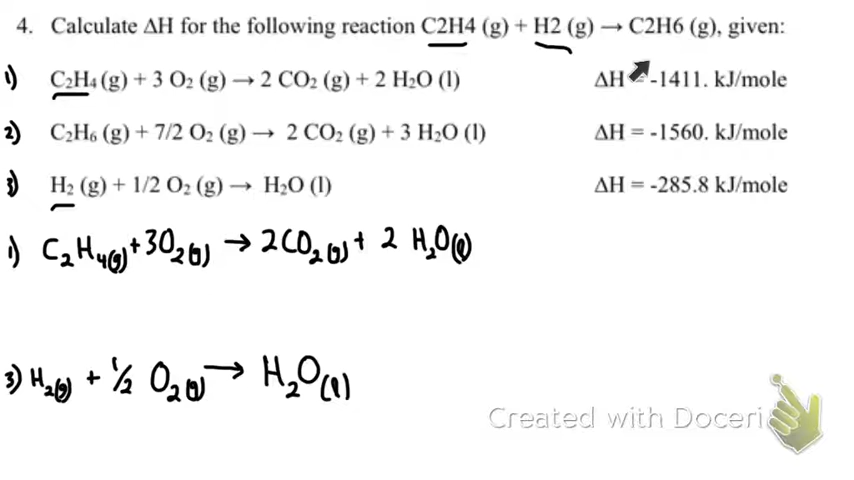 4. Calculate ΔH for the following reaction C2H4 (g) + H2 (g) → C2H6 (g), given:
1) C₂H₄ (g) + 3 O₂ (g) → 2 CO₂ (g) + 2 H₂O (l) ΔH = -1411. kJ/mole
2) C₂H₆ (g) + 7/2 O₂ (g) → 2 CO₂ (g) + 3 H₂O (l) ΔH = -1560. kJ/mole
3) H₂ (g) + 1/2 O₂ (g) → H₂O (l) ΔH = -285.8 kJ/mole
1) C₂H₄(g) + 3O₂(g) → 2CO₂(g) + 2 H₂O(l)
3) H₂(g) + 1/2 O₂(g) → H₂O(l)
Created with Doceri